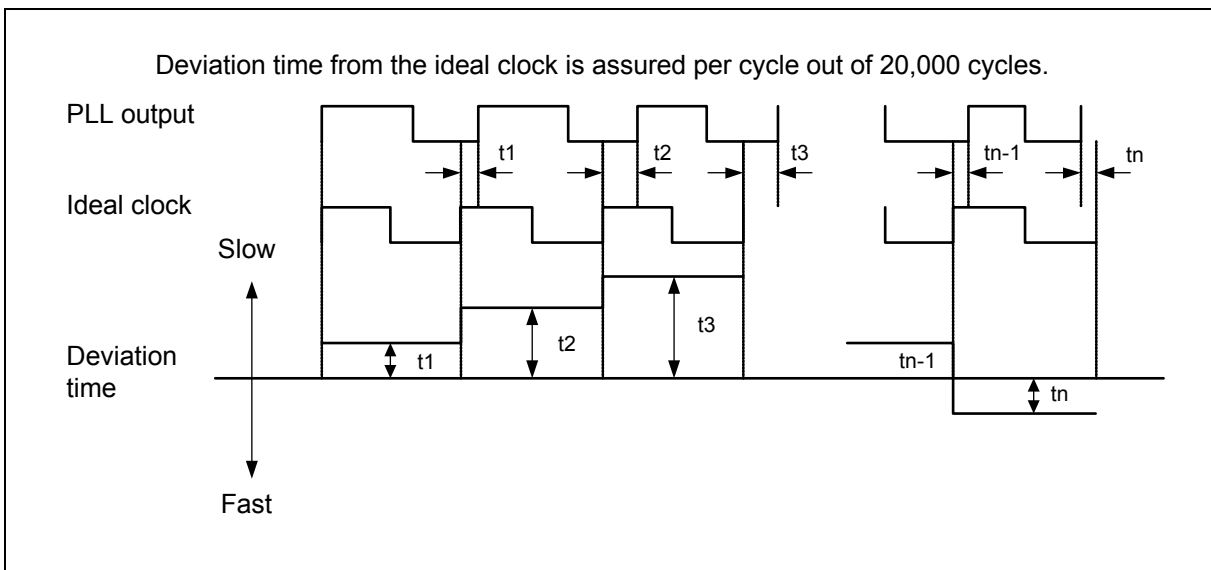 Deviation time from the ideal clock is assured per cycle out of 20,000 cycles.
PLL output
t1
t2
t3
tn-1
tn
Ideal clock
Slow
t1
t2
t3
Deviation
time
tn-1
tn
Fast